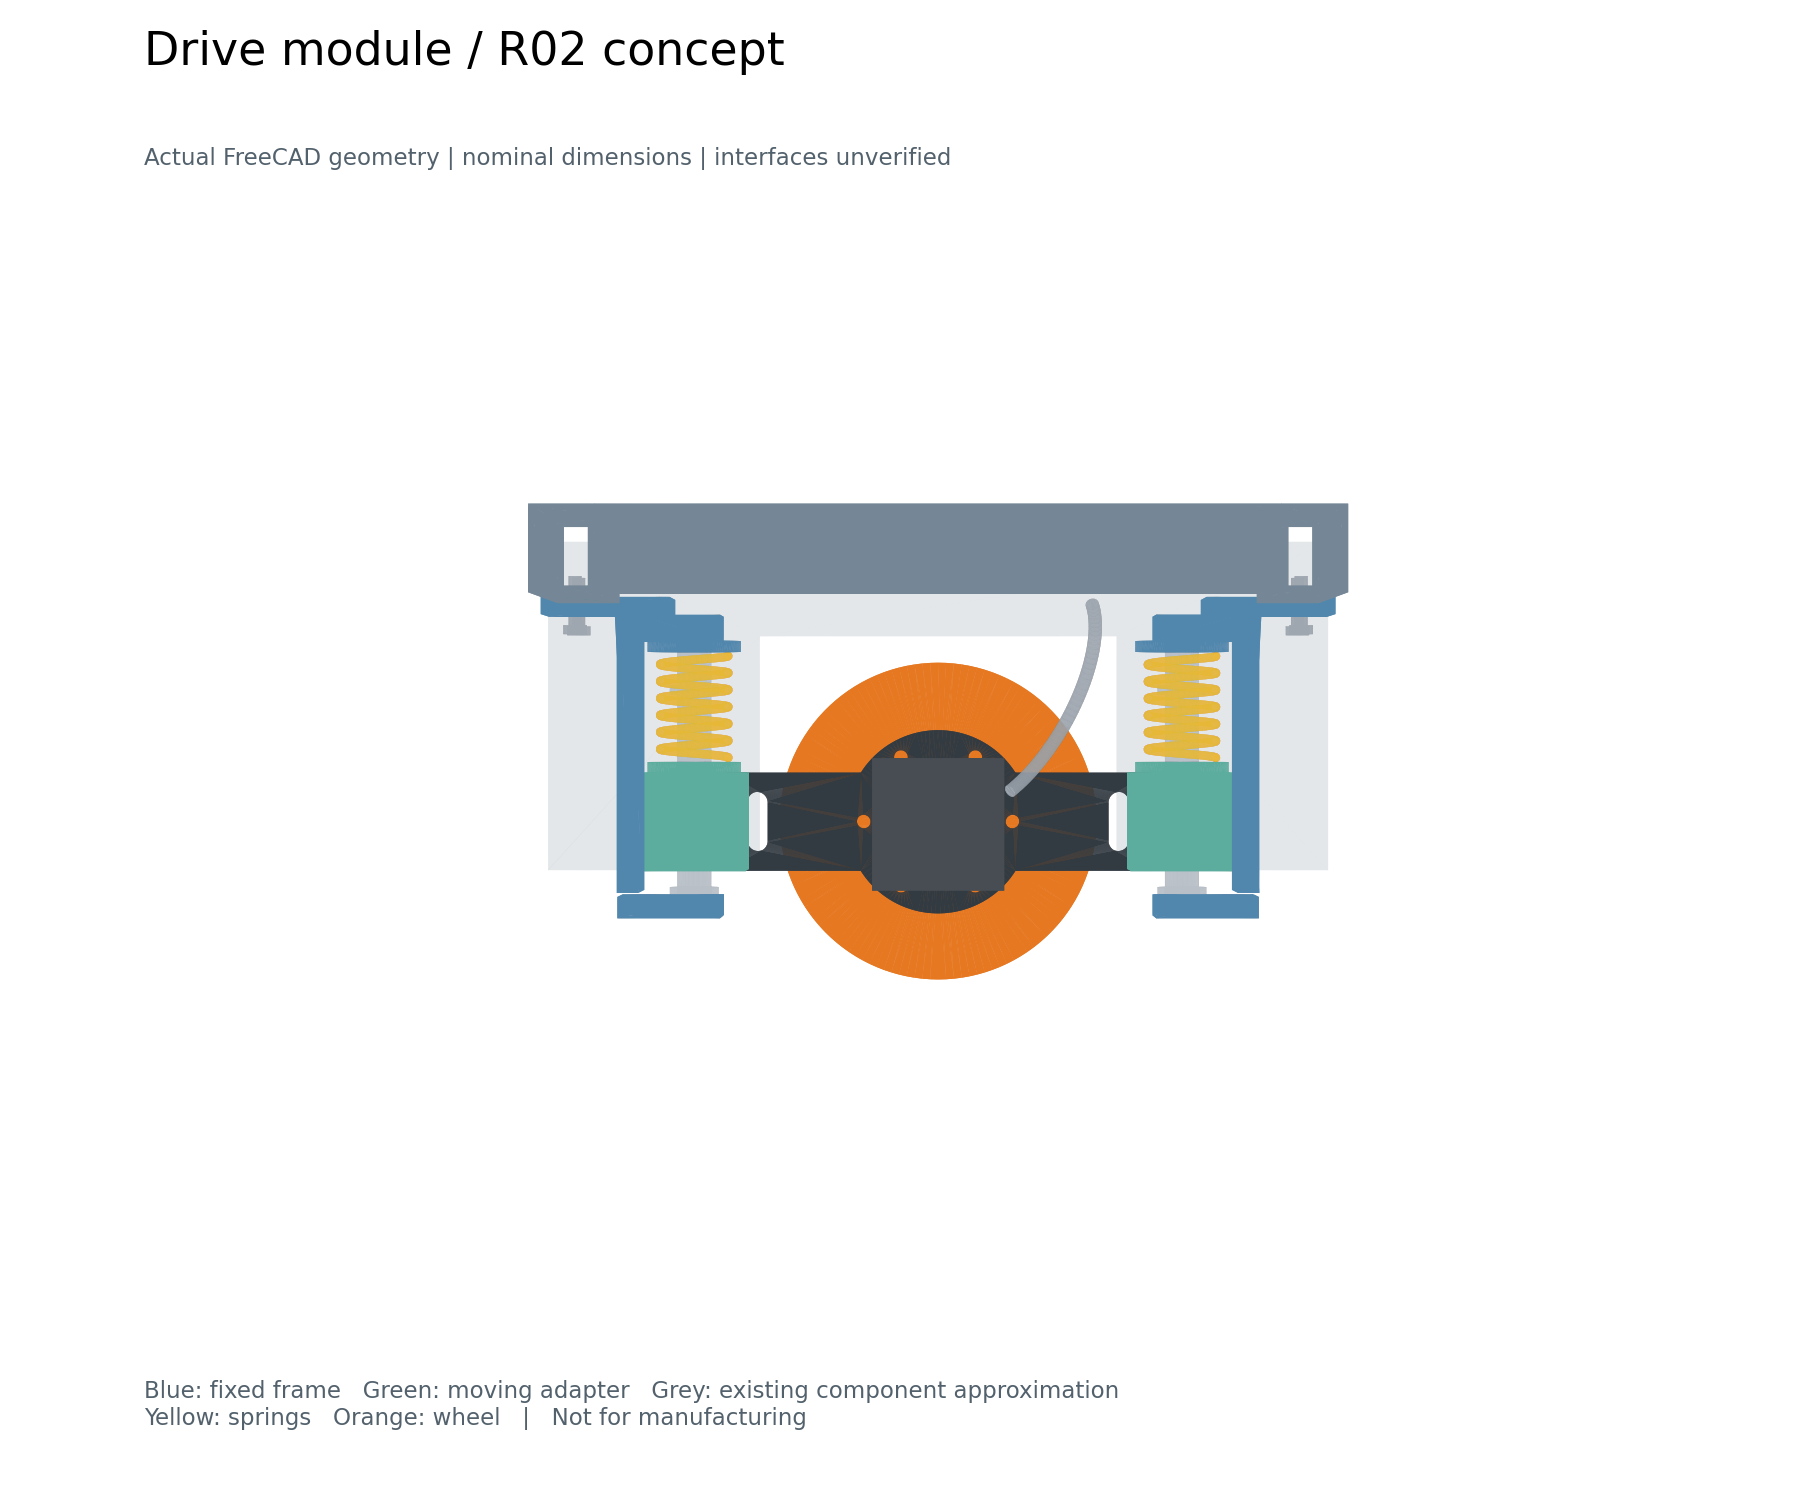 Drive module / R02 concept
Actual FreeCAD geometry | nominal dimensions | interfaces unverified
Blue: fixed frame   Green: moving adapter   Grey: existing component approximation
Yellow: springs   Orange: wheel   |   Not for manufacturing